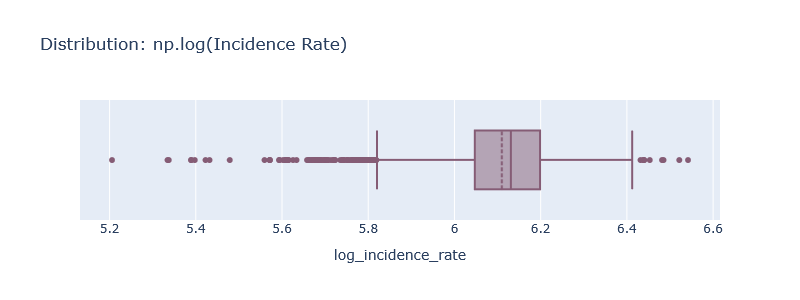 Distribution: np.log(Incidence Rate)
5.2 5.4 5.6 5.8 6 6.2 6.4 6.6
log_incidence_rate